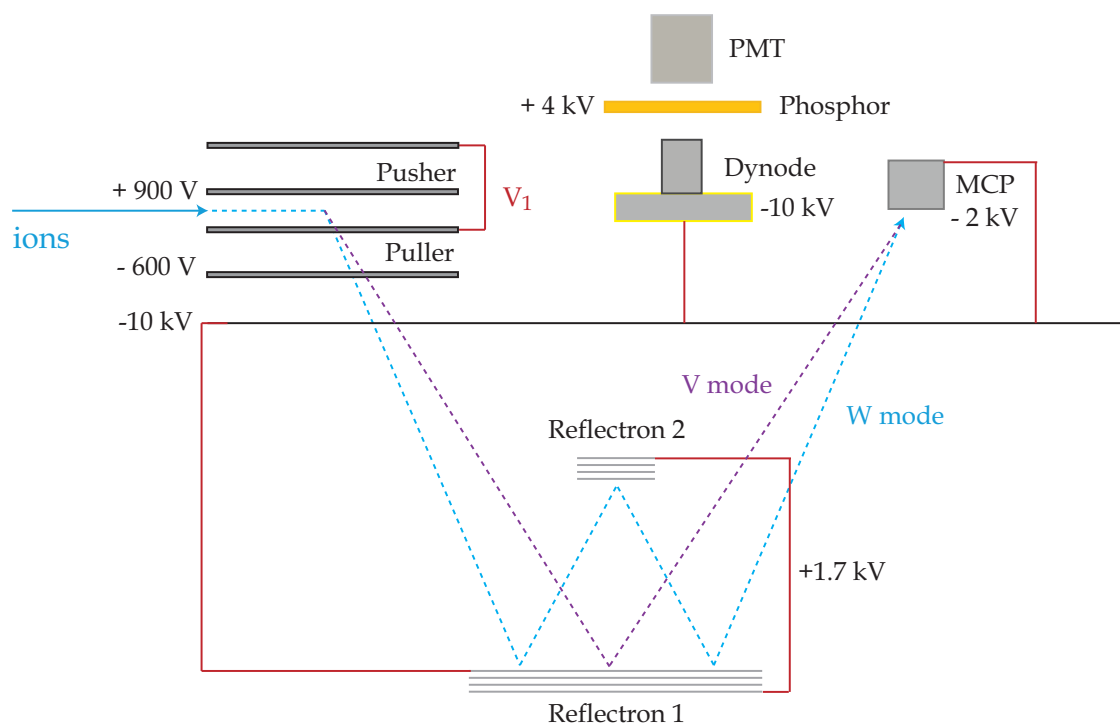 PMT
+ 4 kV
Phosphor
Pusher
+ 900 V
V1
Dynode
-10 kV
MCP
- 2 kV
ions
Puller
- 600 V
-10 kV
V mode
W mode
Reflectron 2
+1.7 kV
Reflectron 1